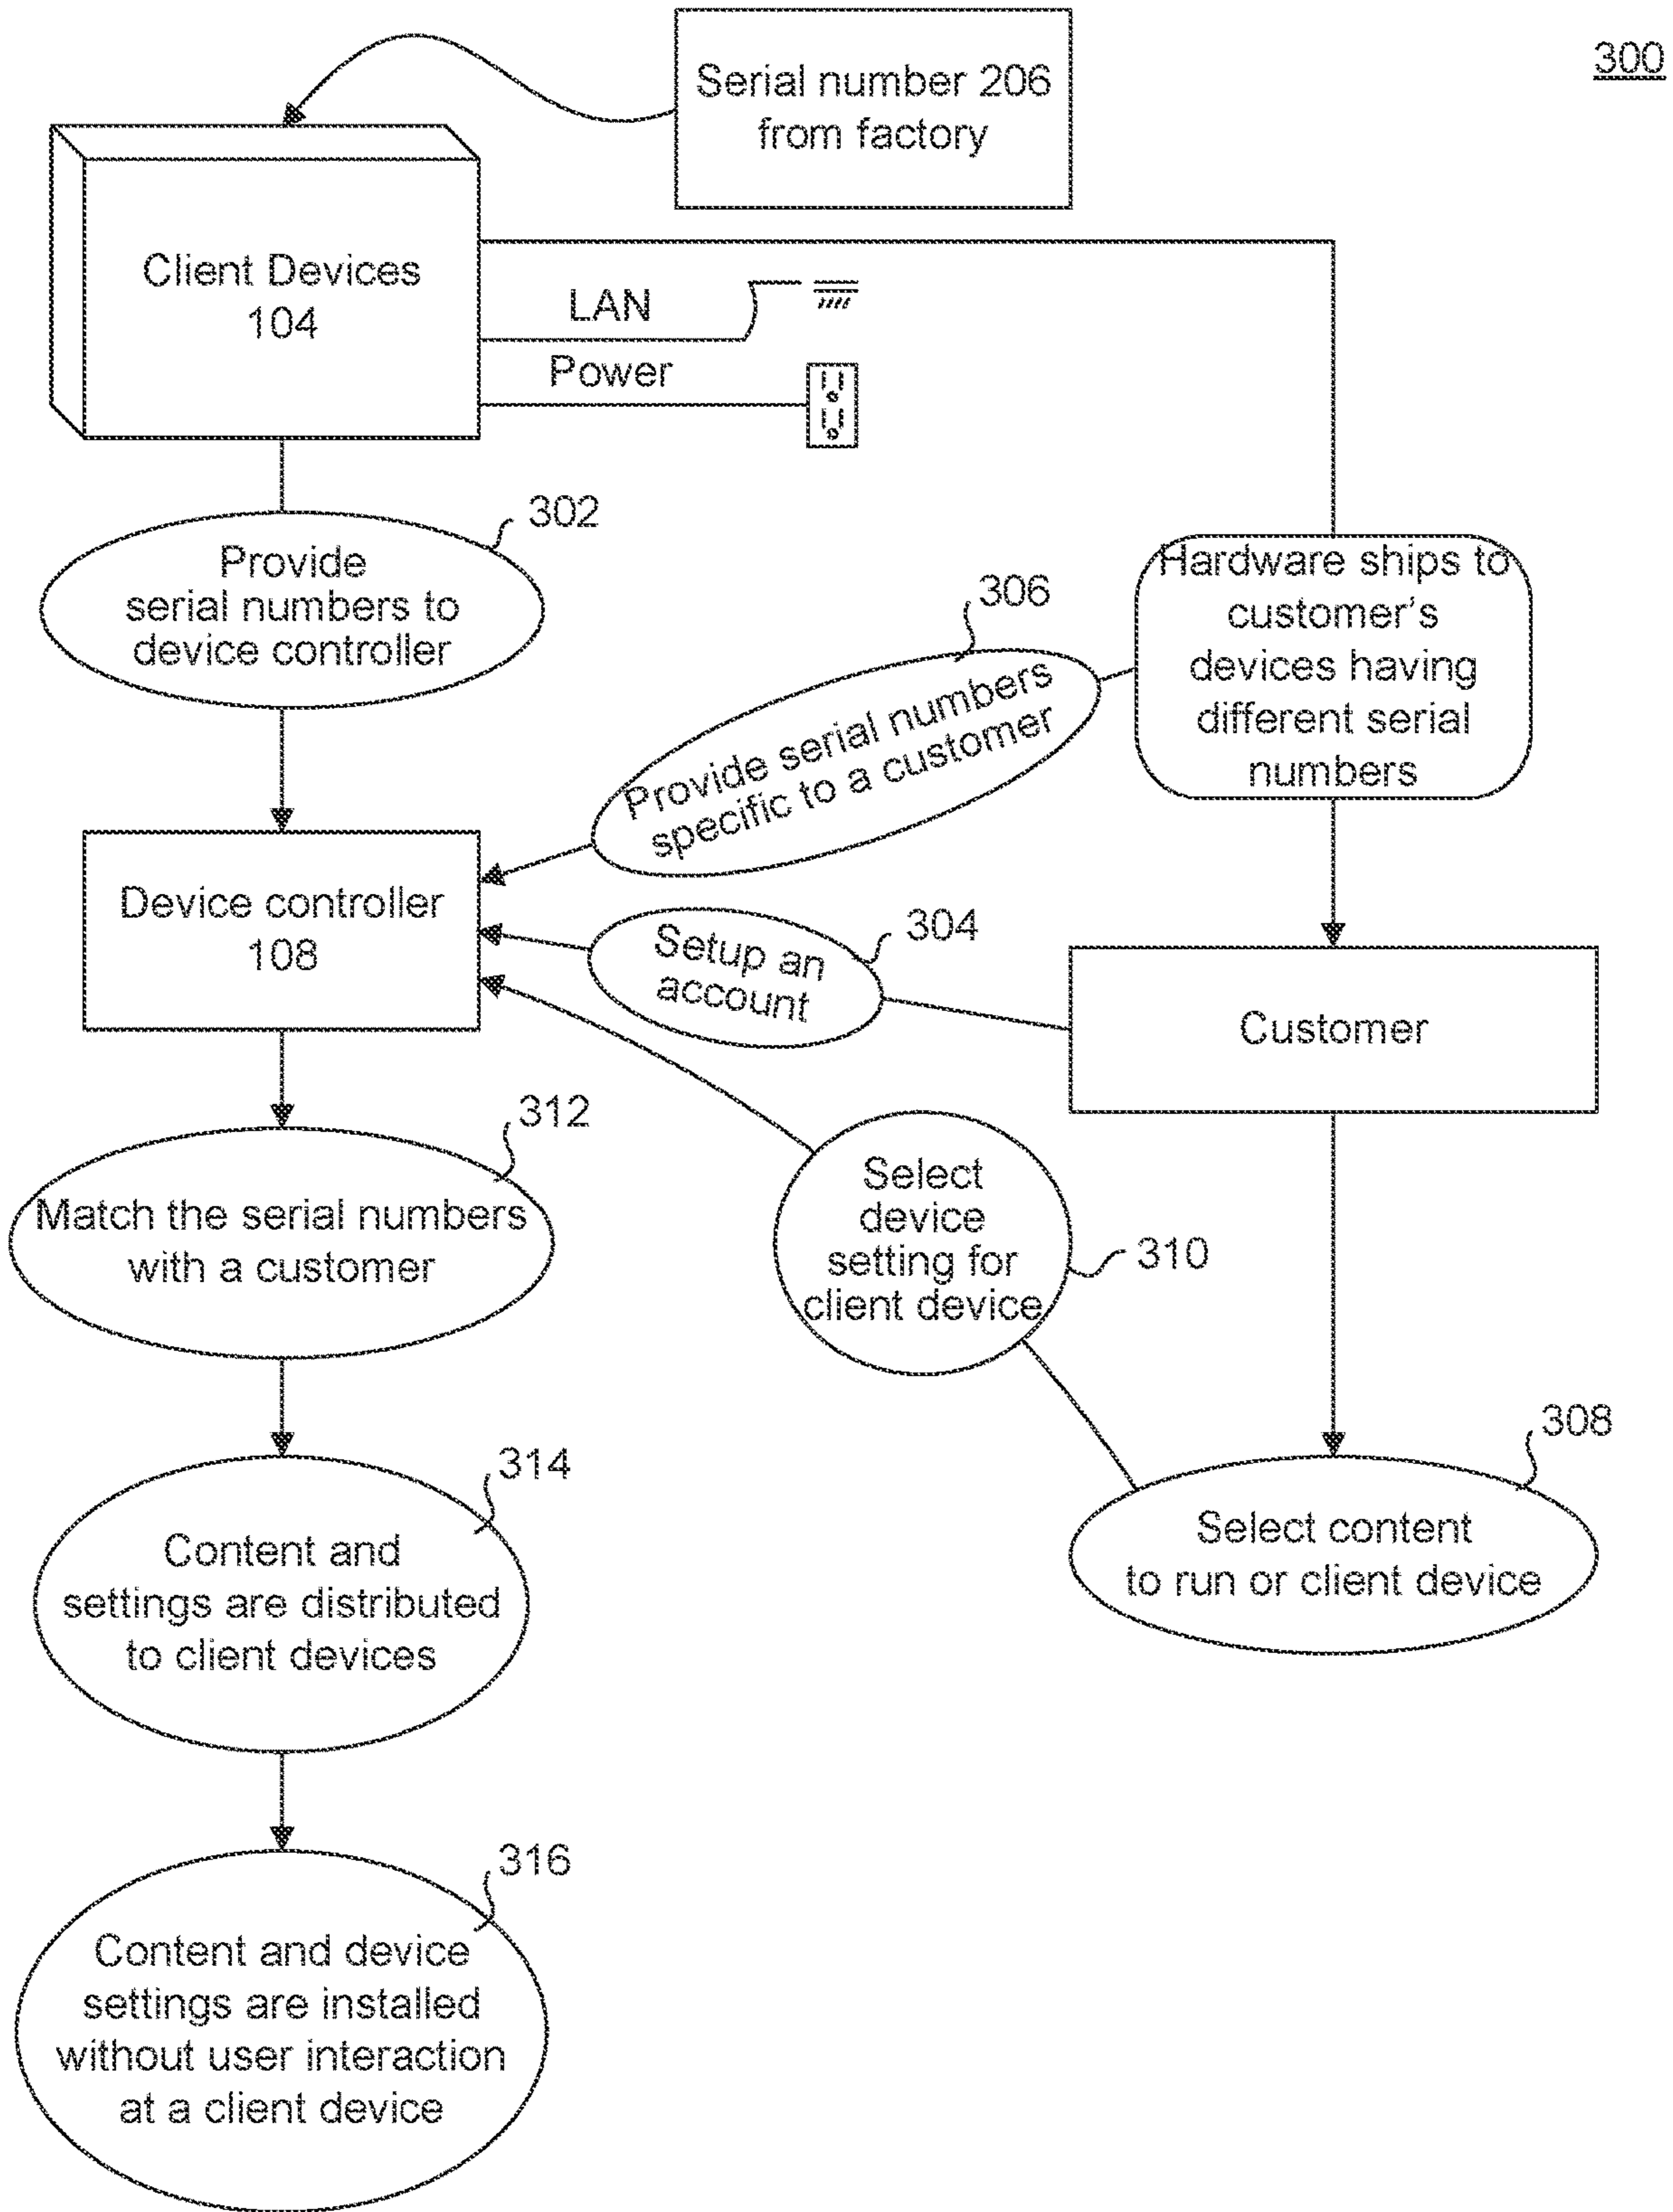 300
Serial number 206
from factory
Client Devices
104
LAN
Power
302
Provide
serial numbers to
device controller
306
Provide serial numbers
specific to a customer
Hardware ships to
customer's
devices having
different serial
numbers
Device controller
108
304
Setup an
account
Customer
312
Match the serial numbers
with a customer
Select
device
setting for
client device
310
314
Content and
settings are distributed
to client devices
308
Select content
to run or client device
316
Content and device
settings are installed
without user interaction
at a client device